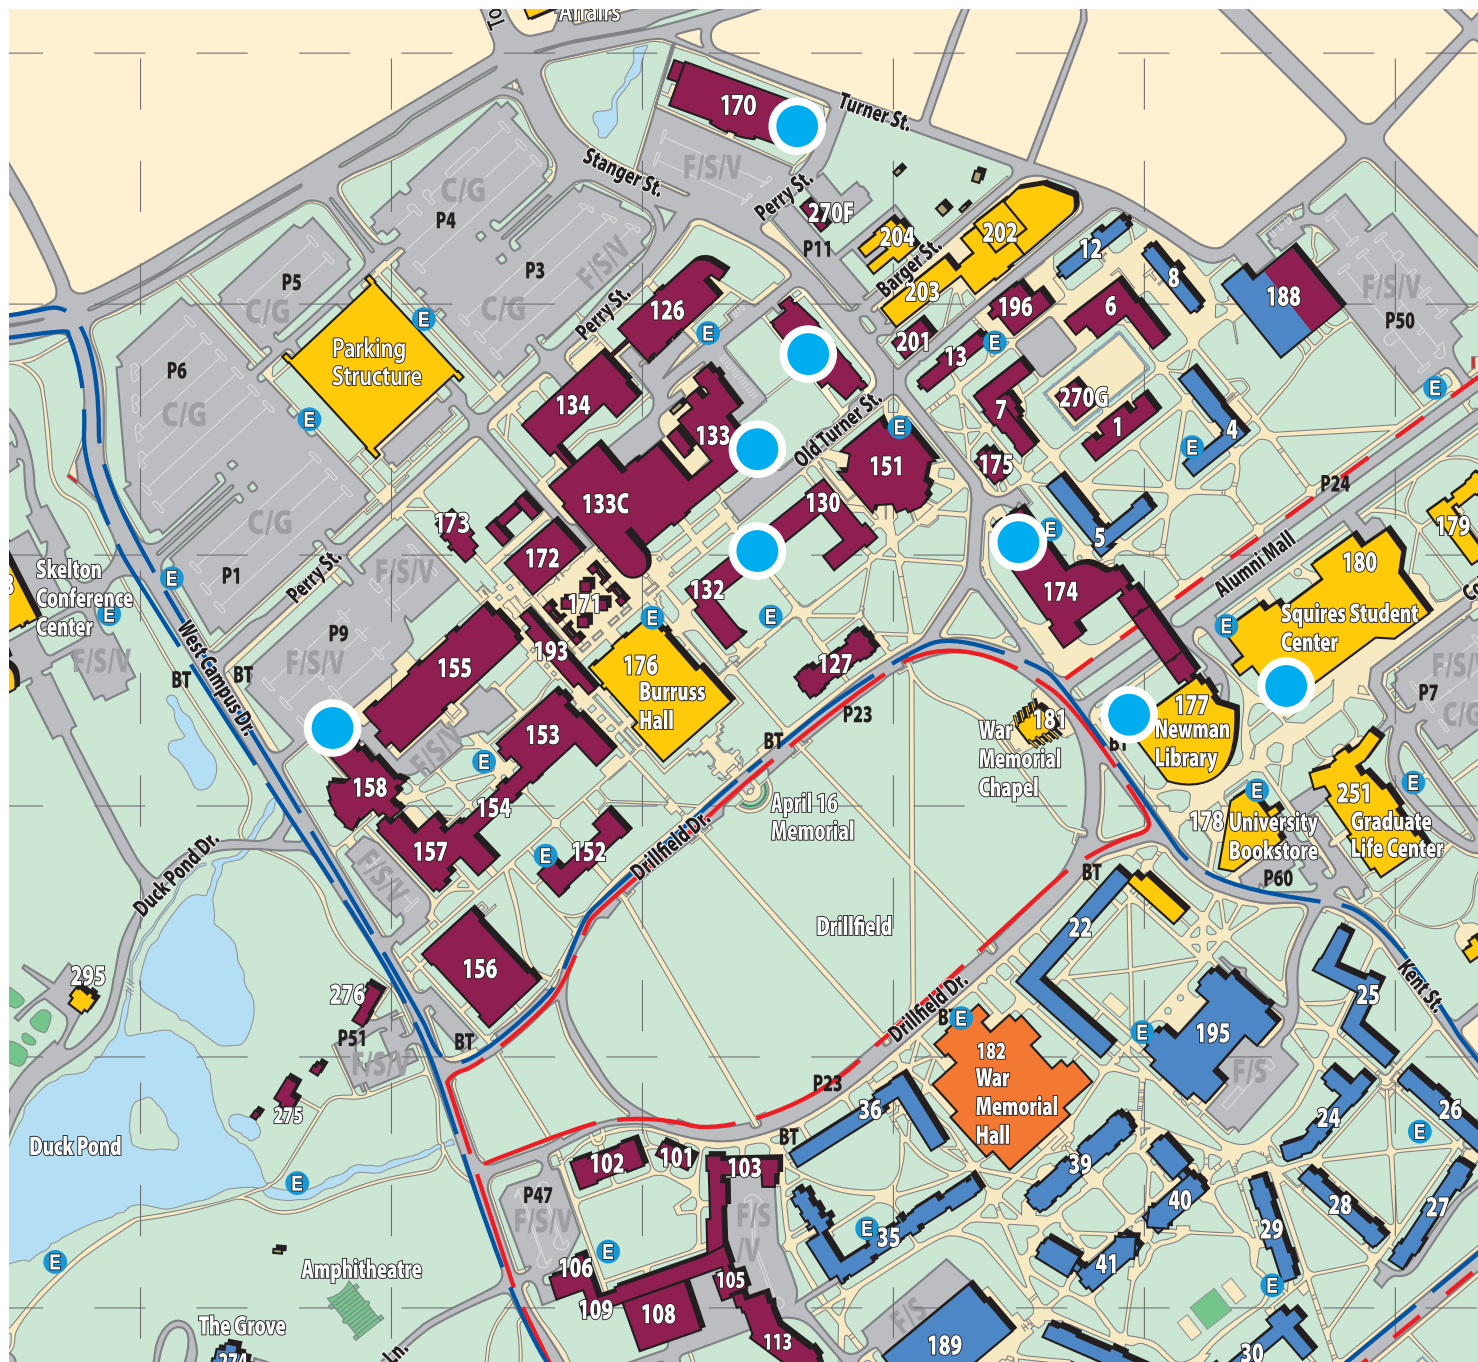 Affairs
To
170
Turner St.
F/S/V
Stanger St.
Perry St.
270F
C/G
P4
P11
204
202
Barger St.
203
12
8
188
F/S/V
P50
P5
C/G
P3
F/S/V
C/G
Perry St.
126
E
E
196
6
201
13
E
Parking
Structure
P6
C/G
E
134
133
Old Turner St.
E
151
7
270G
1
175
4
E
E
P24
133C
130
C/G
173
172
Perry St.
F/S/V
P1
E
Skelton
Conference
Center
E
F/S/V
BT
BT
West Campus Dr.
P9
F/S/V
171
132
E
E
193
155
176
Burruss
Hall
127
P23
BT
E
5
174
Alumni Mall
179
180
Squires Student
Center
E
F/S/V
P7
C/G
177
Newman
Library
181
War
Memorial
Chapel
BT
153
E
F/S/V
158
154
157
152
E
F/S/V
April 16
Memorial
Drillfield Dr.
E
178
University
Bookstore
251
Graduate
Life Center
E
P60
BT
Duck Pond Dr.
Drillfield
22
156
295
276
P51
F/S/V
BT
275
Duck Pond
E
E
Kent St.
25
195
E
F/S
Drillfield Dr.
E
182
War
Memorial
Hall
P23
36
BT
24
26
E
39
40
28
27
29
41
E
35
E
102
101
103
P47
F/S/V
F/S
/V
E
106
109
105
108
113
Amphitheatre
The Grove
274
Ln.
F/S
189
30